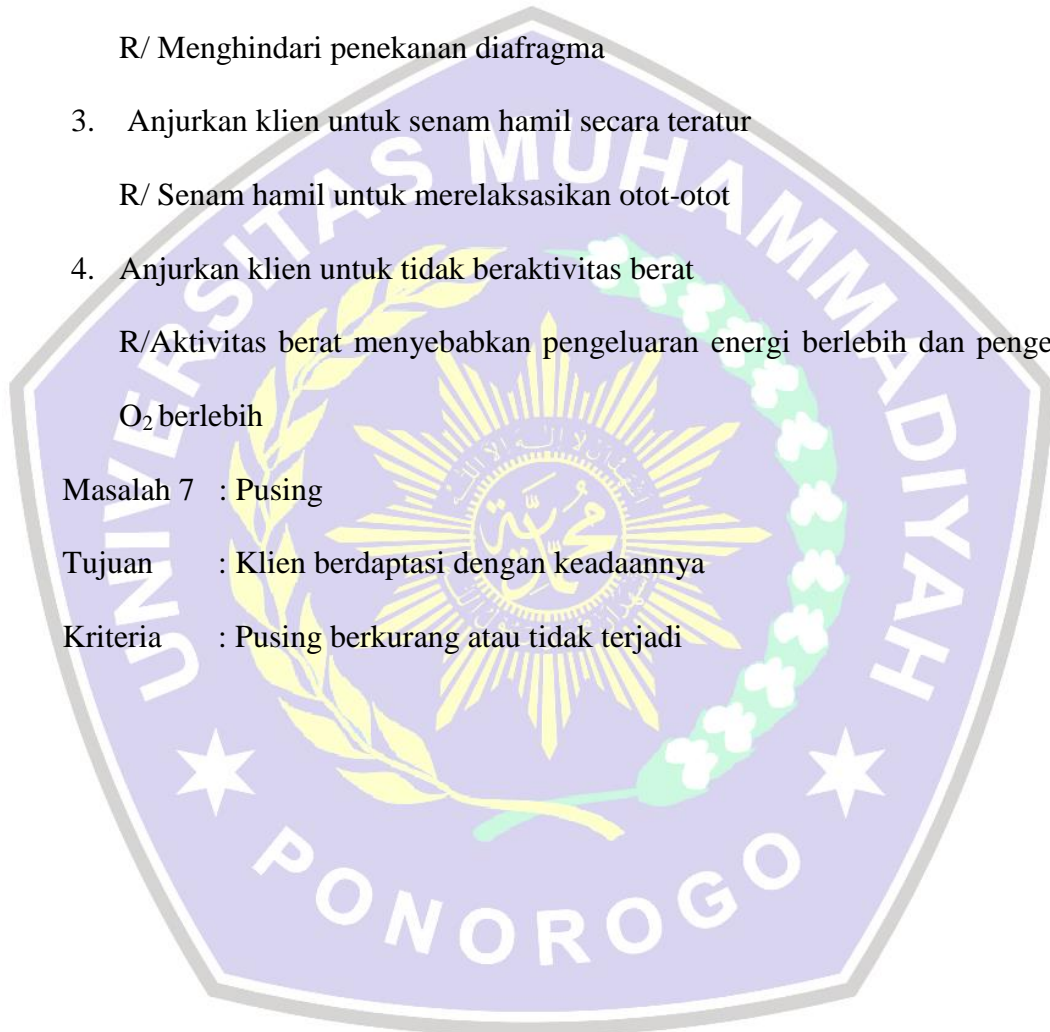 R/ Menghindari penekanan diafragma
3. Anjurkan klien untuk senam hamil secara teratur
R/ Senam hamil untuk merelaksasikan otot-otot
4. Anjurkan klien untuk tidak beraktivitas berat
R/Aktivitas berat menyebabkan pengeluaran energi berlebih dan penge
O₂ berlebih
Masalah 7 : Pusing
Tujuan : Klien berdaptasi dengan keadaannya
Kriteria : Pusing berkurang atau tidak terjadi
UNIVERSITAS MUHAMMADIYAH
PONOROGO
محمدية